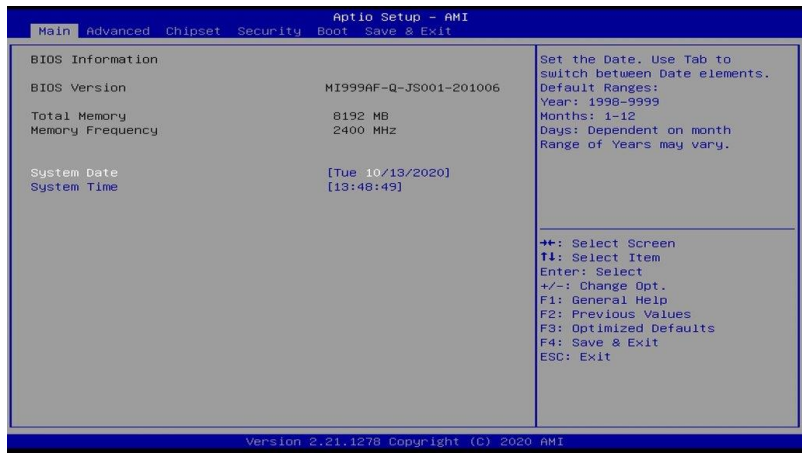 Aptio Setup - AMI
Main Advanced Chipset Security Boot Save & Exit
BIOS Information
BIOS Version MI999AF-Q-JS001-201006
Total Memory 8192 MB
Memory Frequency 2400 MHz
System Date [Tue 10/13/2020]
System Time [13:48:49]
Set the Date. Use Tab to
switch between Date elements.
Default Ranges:
Year: 1998-9999
Months: 1-12
Days: Dependent on month
Range of Years may vary.
→←: Select Screen
↑↓: Select Item
Enter: Select
+/-: Change Opt.
F1: General Help
F2: Previous Values
F3: Optimized Defaults
F4: Save & Exit
ESC: Exit
Version 2.21.1278 Copyright (C) 2020 AMI